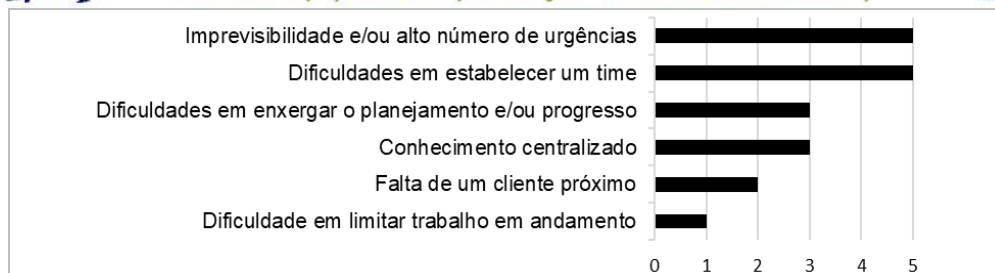 Imprevisibilidade e/ou alto número de urgências
Dificuldades em estabelecer um time
Dificuldades em enxergar o planejamento e/ou progresso
Conhecimento centralizado
Falta de um cliente próximo
Dificuldade em limitar trabalho em andamento
0 1 2 3 4 5